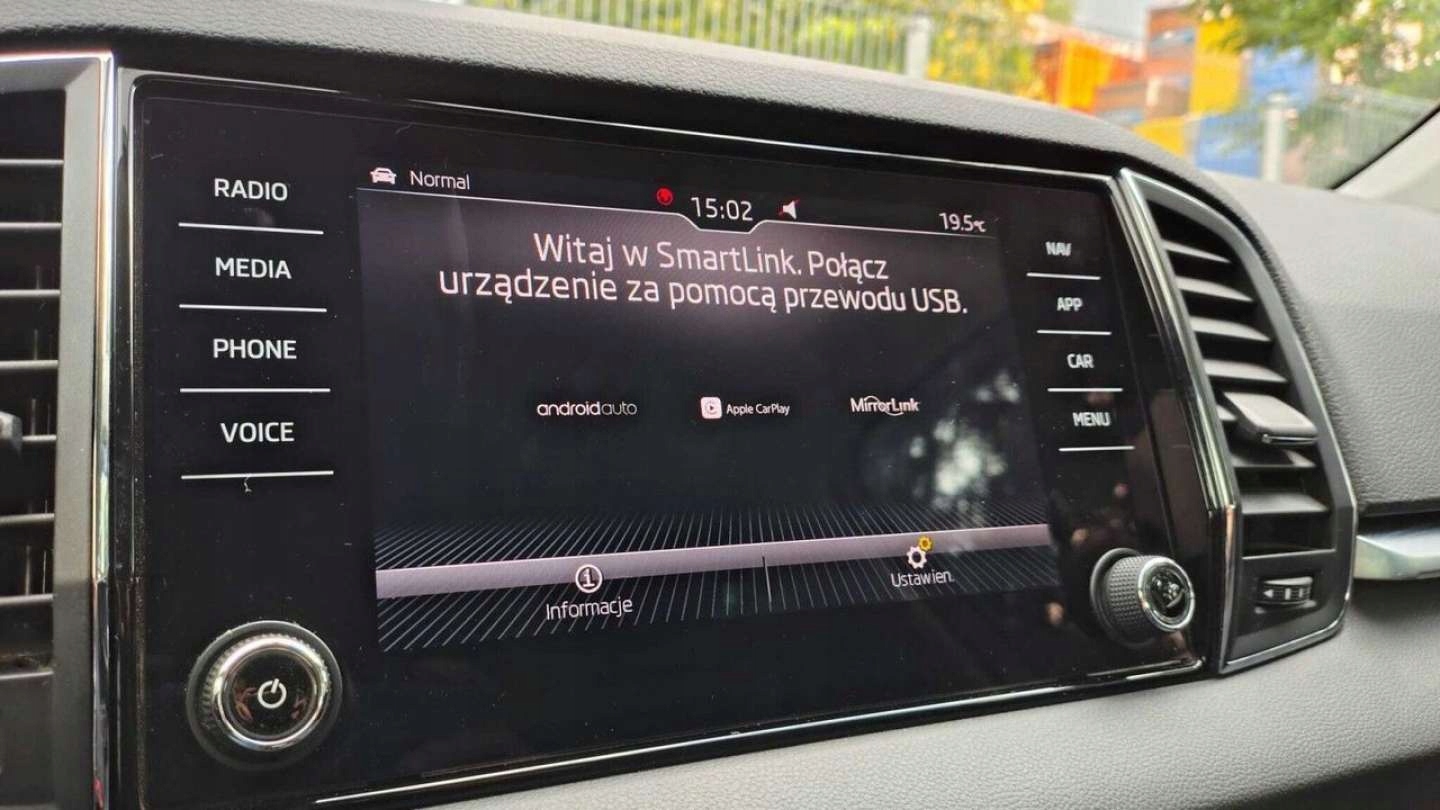 RADIO
MEDIA
PHONE
VOICE
Normal
15:02
19.5°C
Witaj w SmartLink. Połącz
urządzenie za pomocą przewodu USB.
androidauto
Apple CarPlay
MirrorLink
Informacje
Ustawien.
NAV
APP
CAR
MENU